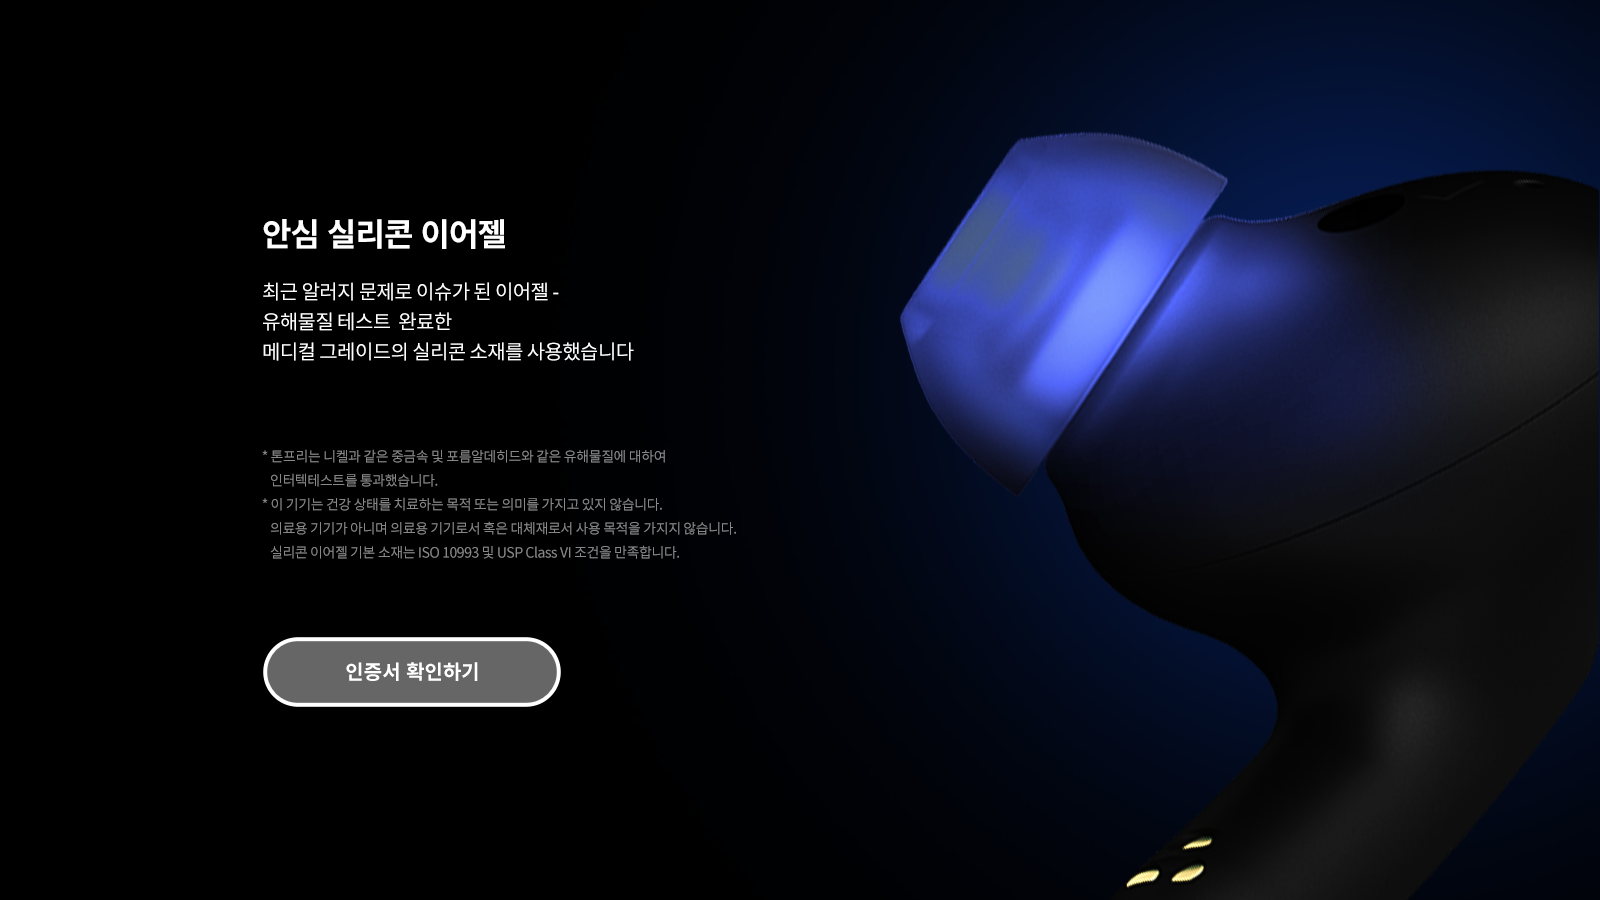 안심 실리콘 이어젤
최근 알러지 문제로 이슈가 된 이어젤 -
유해물질 테스트 완료한
메디컬 그레이드의 실리콘 소재를 사용했습니다
* 톤프리는 니켈과 같은 중금속 및 포름알데히드와 같은 유해물질에 대하여
인터텍테스트를 통과했습니다.
* 이 기기는 건강 상태를 치료하는 목적 또는 의미를 가지고 있지 않습니다.
의료용 기기가 아니며 의료용 기기로서 혹은 대체재로서 사용 목적을 가지지 않습니다.
실리콘 이어젤 기본 소재는 ISO 10993 및 USP Class VI 조건을 만족합니다.
인증서 확인하기